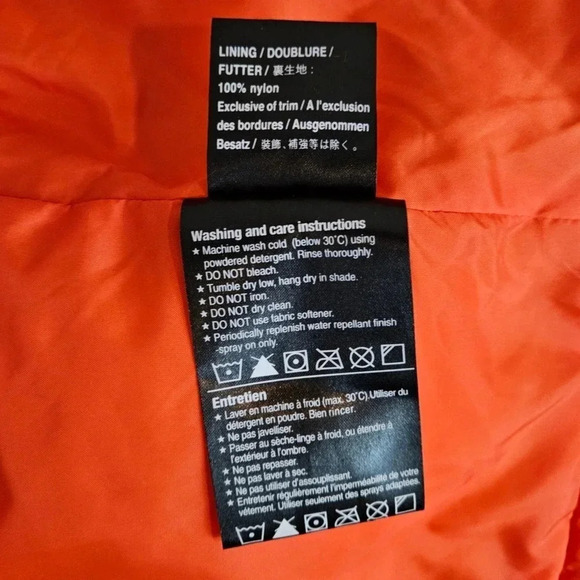 LINING / DOUBLURE /
FUTTER / 裏生地 :
100% nylon
Exclusive of trim / A l'exclusion
des bordures / Ausgenommen
Besatz / 装飾、補強等は除く。
Washing and care instructions
★ Machine wash cold (below 30˚C) using
powdered detergent. Rinse thoroughly.
★ DO NOT bleach.
★ Tumble dry low, hang dry in shade.
★ DO NOT iron.
★ DO NOT dry clean.
★ DO NOT use fabric softener.
★ Periodically replenish water repellant finish
-spray on only.
Entretien
★ Laver en machine à froid (max. 30˚C).Utiliser du
détergent en poudre. Bien rincer.
★ Ne pas javelliser.
★ Passer au sèche-linge à froid, ou étendre à
l'extérieur à l'ombre.
★ Ne pas repasser.
★ Ne pas laver à sec.
★ Ne pas utiliser d'assouplissant.
★ Entretenir régulièrement l'imperméabilité de votre
vêtement. Utiliser seulement des sprays adaptées.